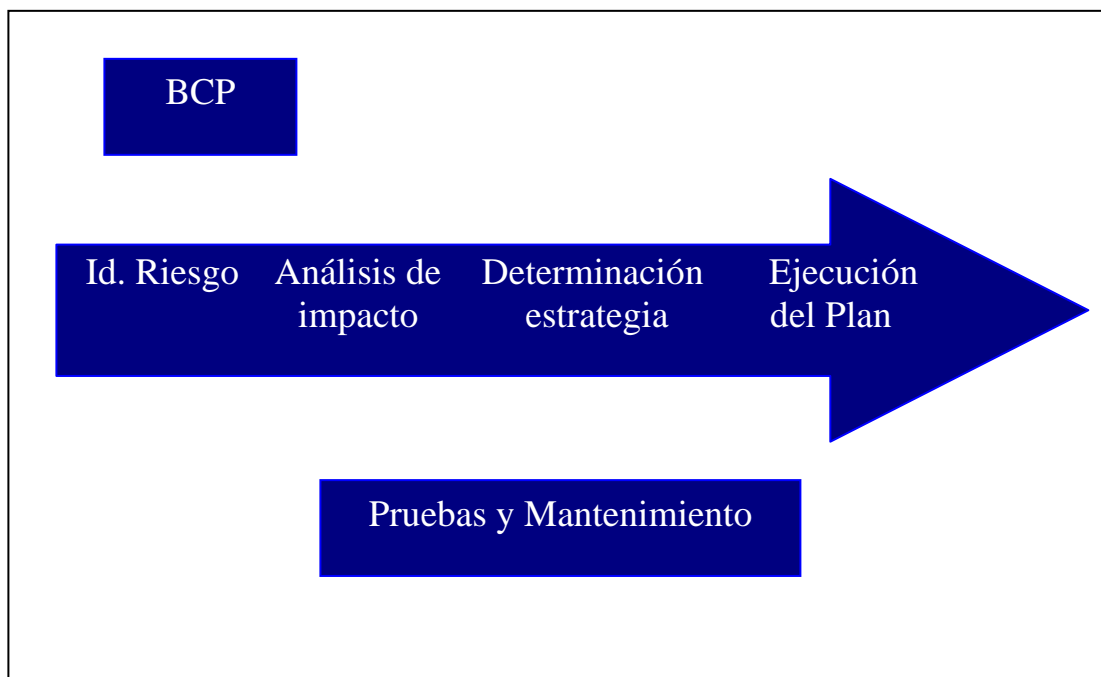 BCP
Id. Riesgo
Análisis de
impacto
Determinación
estrategia
Ejecución
del Plan
Pruebas y Mantenimiento